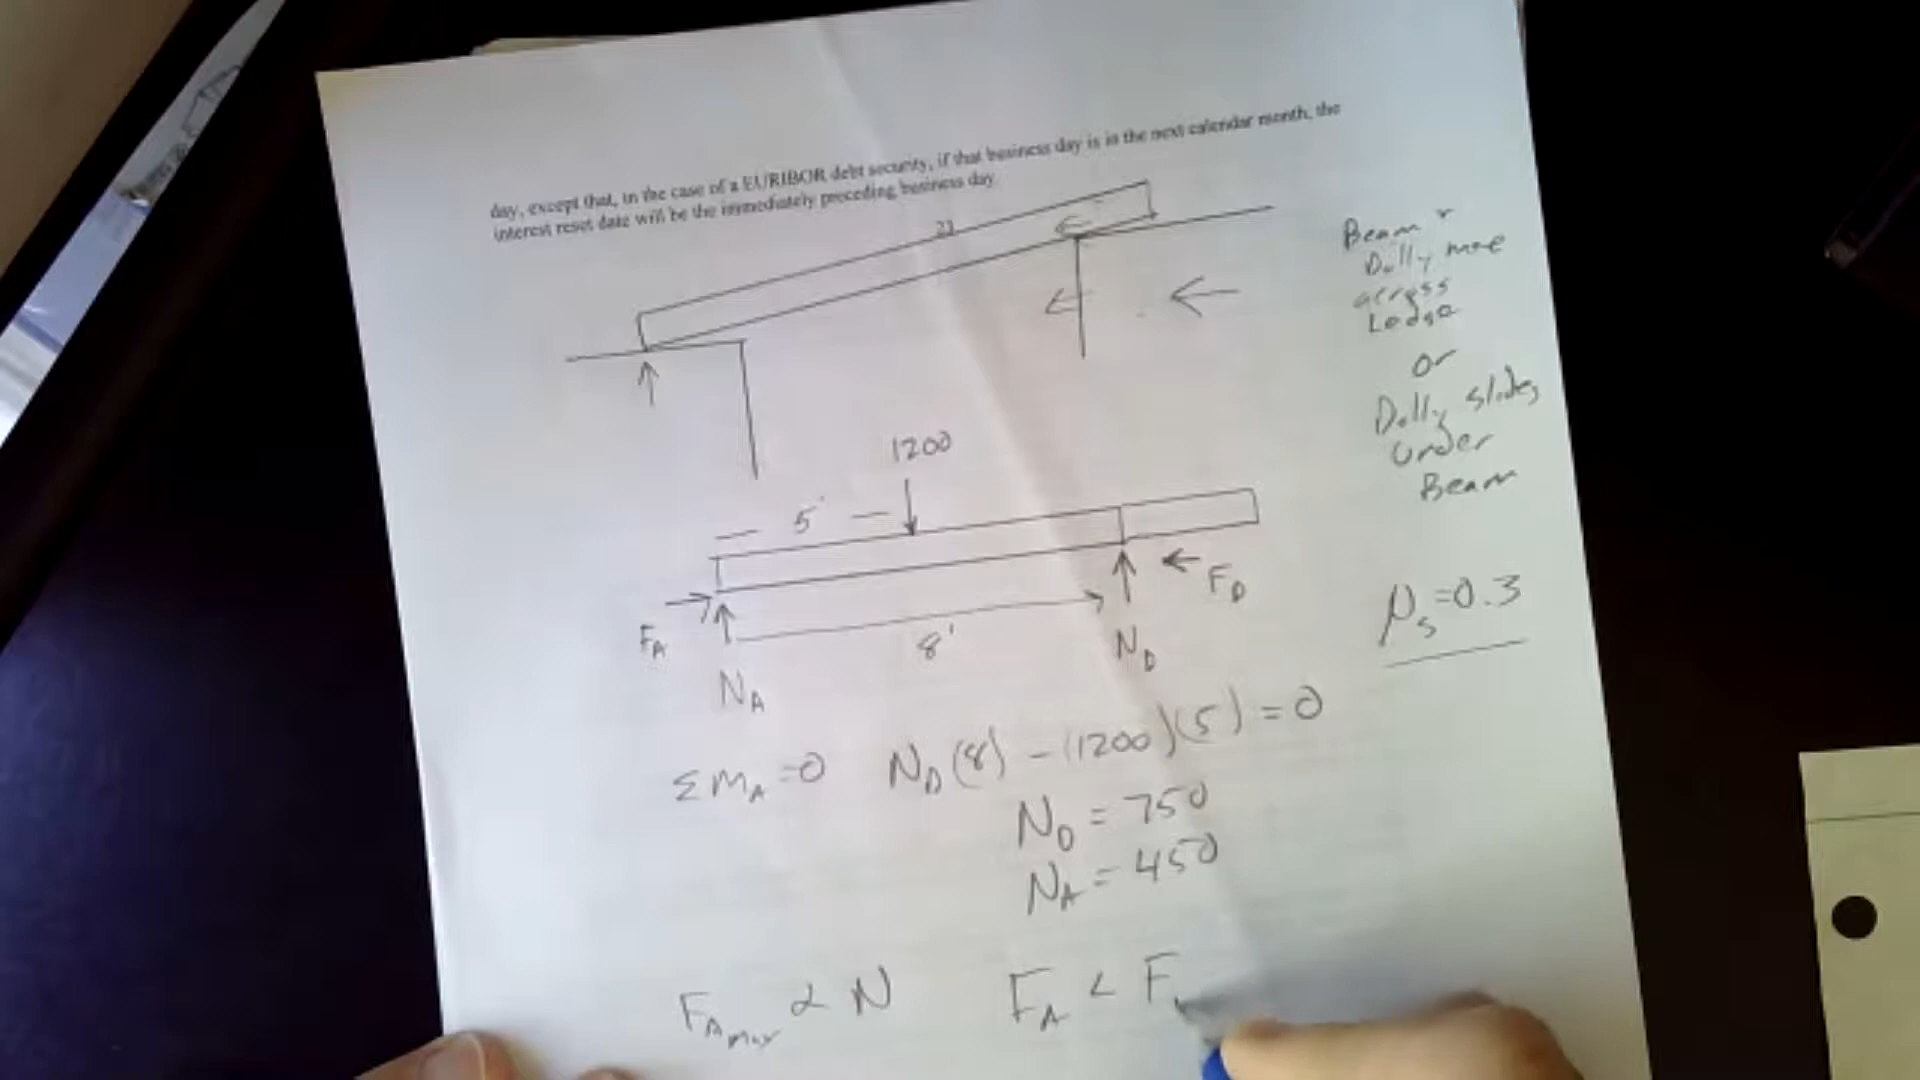 day, except that, in the case of a EURIBOR debt security, if that business day is in the next calendar month, the
interest reset date will be the immediately preceding business day.
23
Beam &
Dolly move
across
Ledge
or
Dolly slides
under
Beam
1200
5'
F_A
N_A
8'
N_D
F_D
μ_s=0.3
ΣM_A=0 N_D(8) - (1200)(5) = 0
N_D = 750
N_A = 450
F_A max ∝ N F_A < F